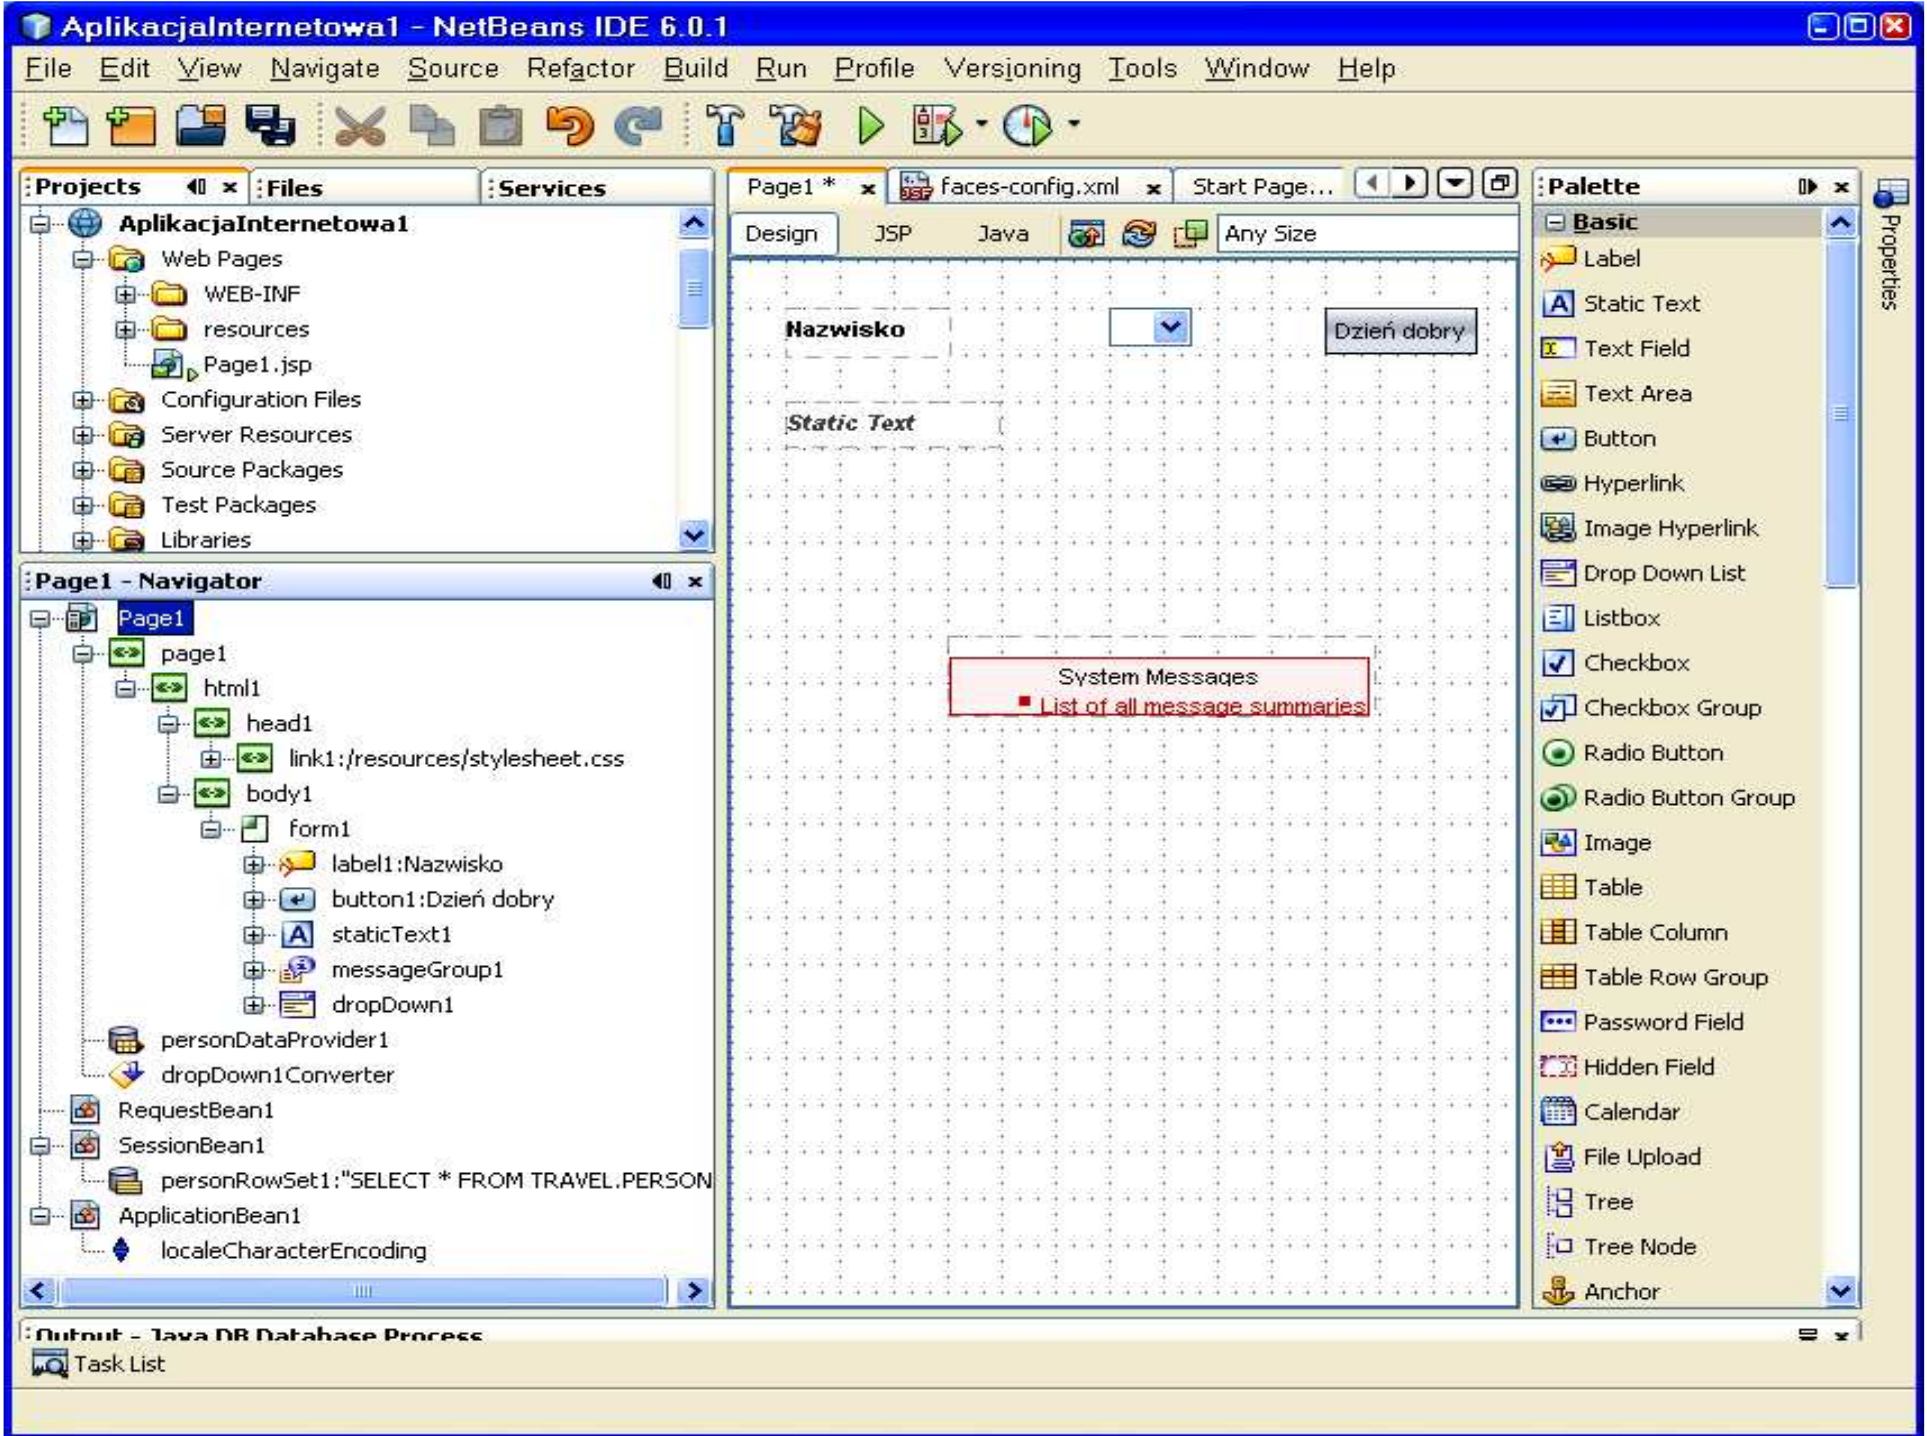 AplikacjaInternetowa1 - NetBeans IDE 6.0.1
File Edit View Navigate Source Refactor Build Run Profile Versioning Tools Window Help
Projects Files Services
AplikacjaInternetowa1
Web Pages
WEB-INF
resources
Page1.jsp
Configuration Files
Server Resources
Source Packages
Test Packages
Libraries
Page1 - Navigator
Page1
page1
html1
head1
link1:/resources/stylesheet.css
body1
form1
label1:Nazwisko
button1:Dzień dobry
staticText1
messageGroup1
dropDown1
personDataProvider1
dropDown1Converter
RequestBean1
SessionBean1
personRowSet1:"SELECT * FROM TRAVEL.PERSON
ApplicationBean1
localeCharacterEncoding
Page1 * faces-config.xml Start Page...
Design JSP Java Any Size
Nazwisko Dzień dobry
Static Text
System Messages
List of all message summaries
Palette
Basic
Label
Static Text
Text Field
Text Area
Button
Hyperlink
Image Hyperlink
Drop Down List
Listbox
Checkbox
Checkbox Group
Radio Button
Radio Button Group
Image
Table
Table Column
Table Row Group
Password Field
Hidden Field
Calendar
File Upload
Tree
Tree Node
Anchor
Properties
Output - Java DB Database Process
Task List